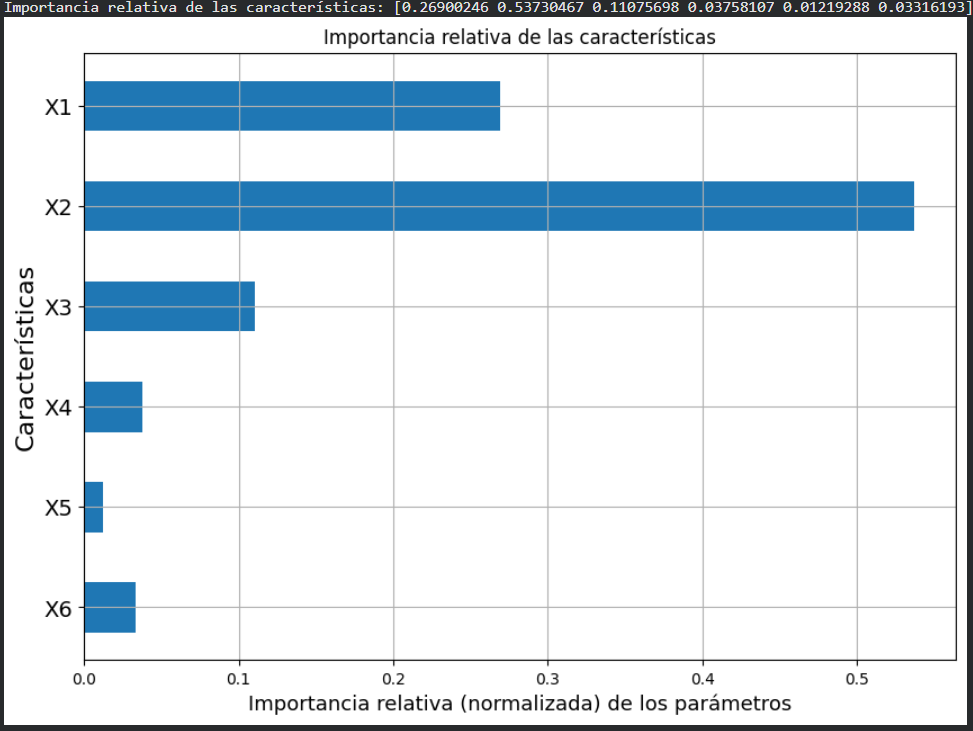 Importancia relativa de las características: [0.26900246 0.53730467 0.11075698 0.03758107 0.01219288 0.03316193]
Importancia relativa de las características
X1
X2
X3
X4
X5
X6
Características
0.0 0.1 0.2 0.3 0.4 0.5
Importancia relativa (normalizada) de los parámetros